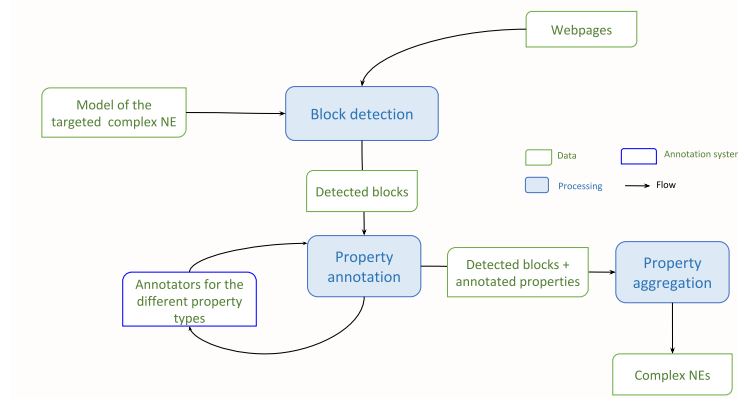 Webpages
Model of the
targeted complex NE
Block detection
Data
Annotation system
Processing
Flow
Detected blocks
Property
annotation
Detected blocks +
annotated properties
Property
aggregation
Annotators for the
different property
types
Complex NEs